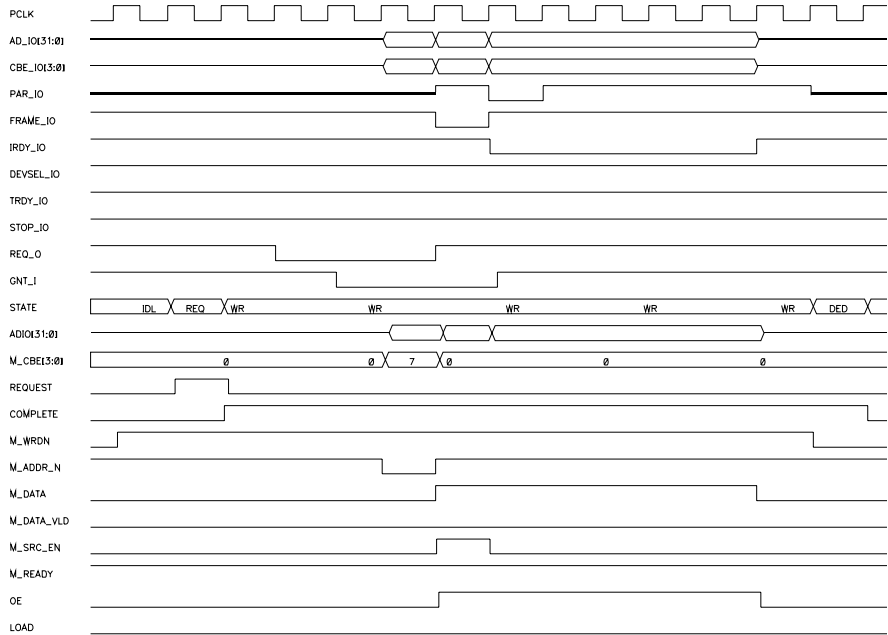 PCLK
AD_IO[31:0]
CBE_IO[3:0]
PAR_IO
FRAME_IO
IRDY_IO
DEVSEL_IO
TRDY_IO
STOP_IO
REQ_O
GNT_I
STATE IDL REQ WR WR WR WR WR DED
ADIO[31:0]
M_CBE[3:0] 0 0 7 0 0 0
REQUEST
COMPLETE
M_WRDN
M_ADDR_N
M_DATA
M_DATA_VLD
M_SRC_EN
M_READY
OE
LOAD